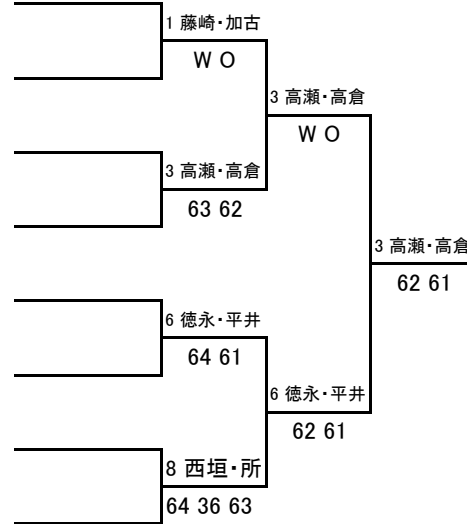 1 藤崎・加古
W O
3 高瀬・高倉
W O
3 高瀬・高倉
63 62
3 高瀬・高倉
62 61
6 徳永・平井
64 61
6 徳永・平井
62 61
8 西垣・所
64 36 63